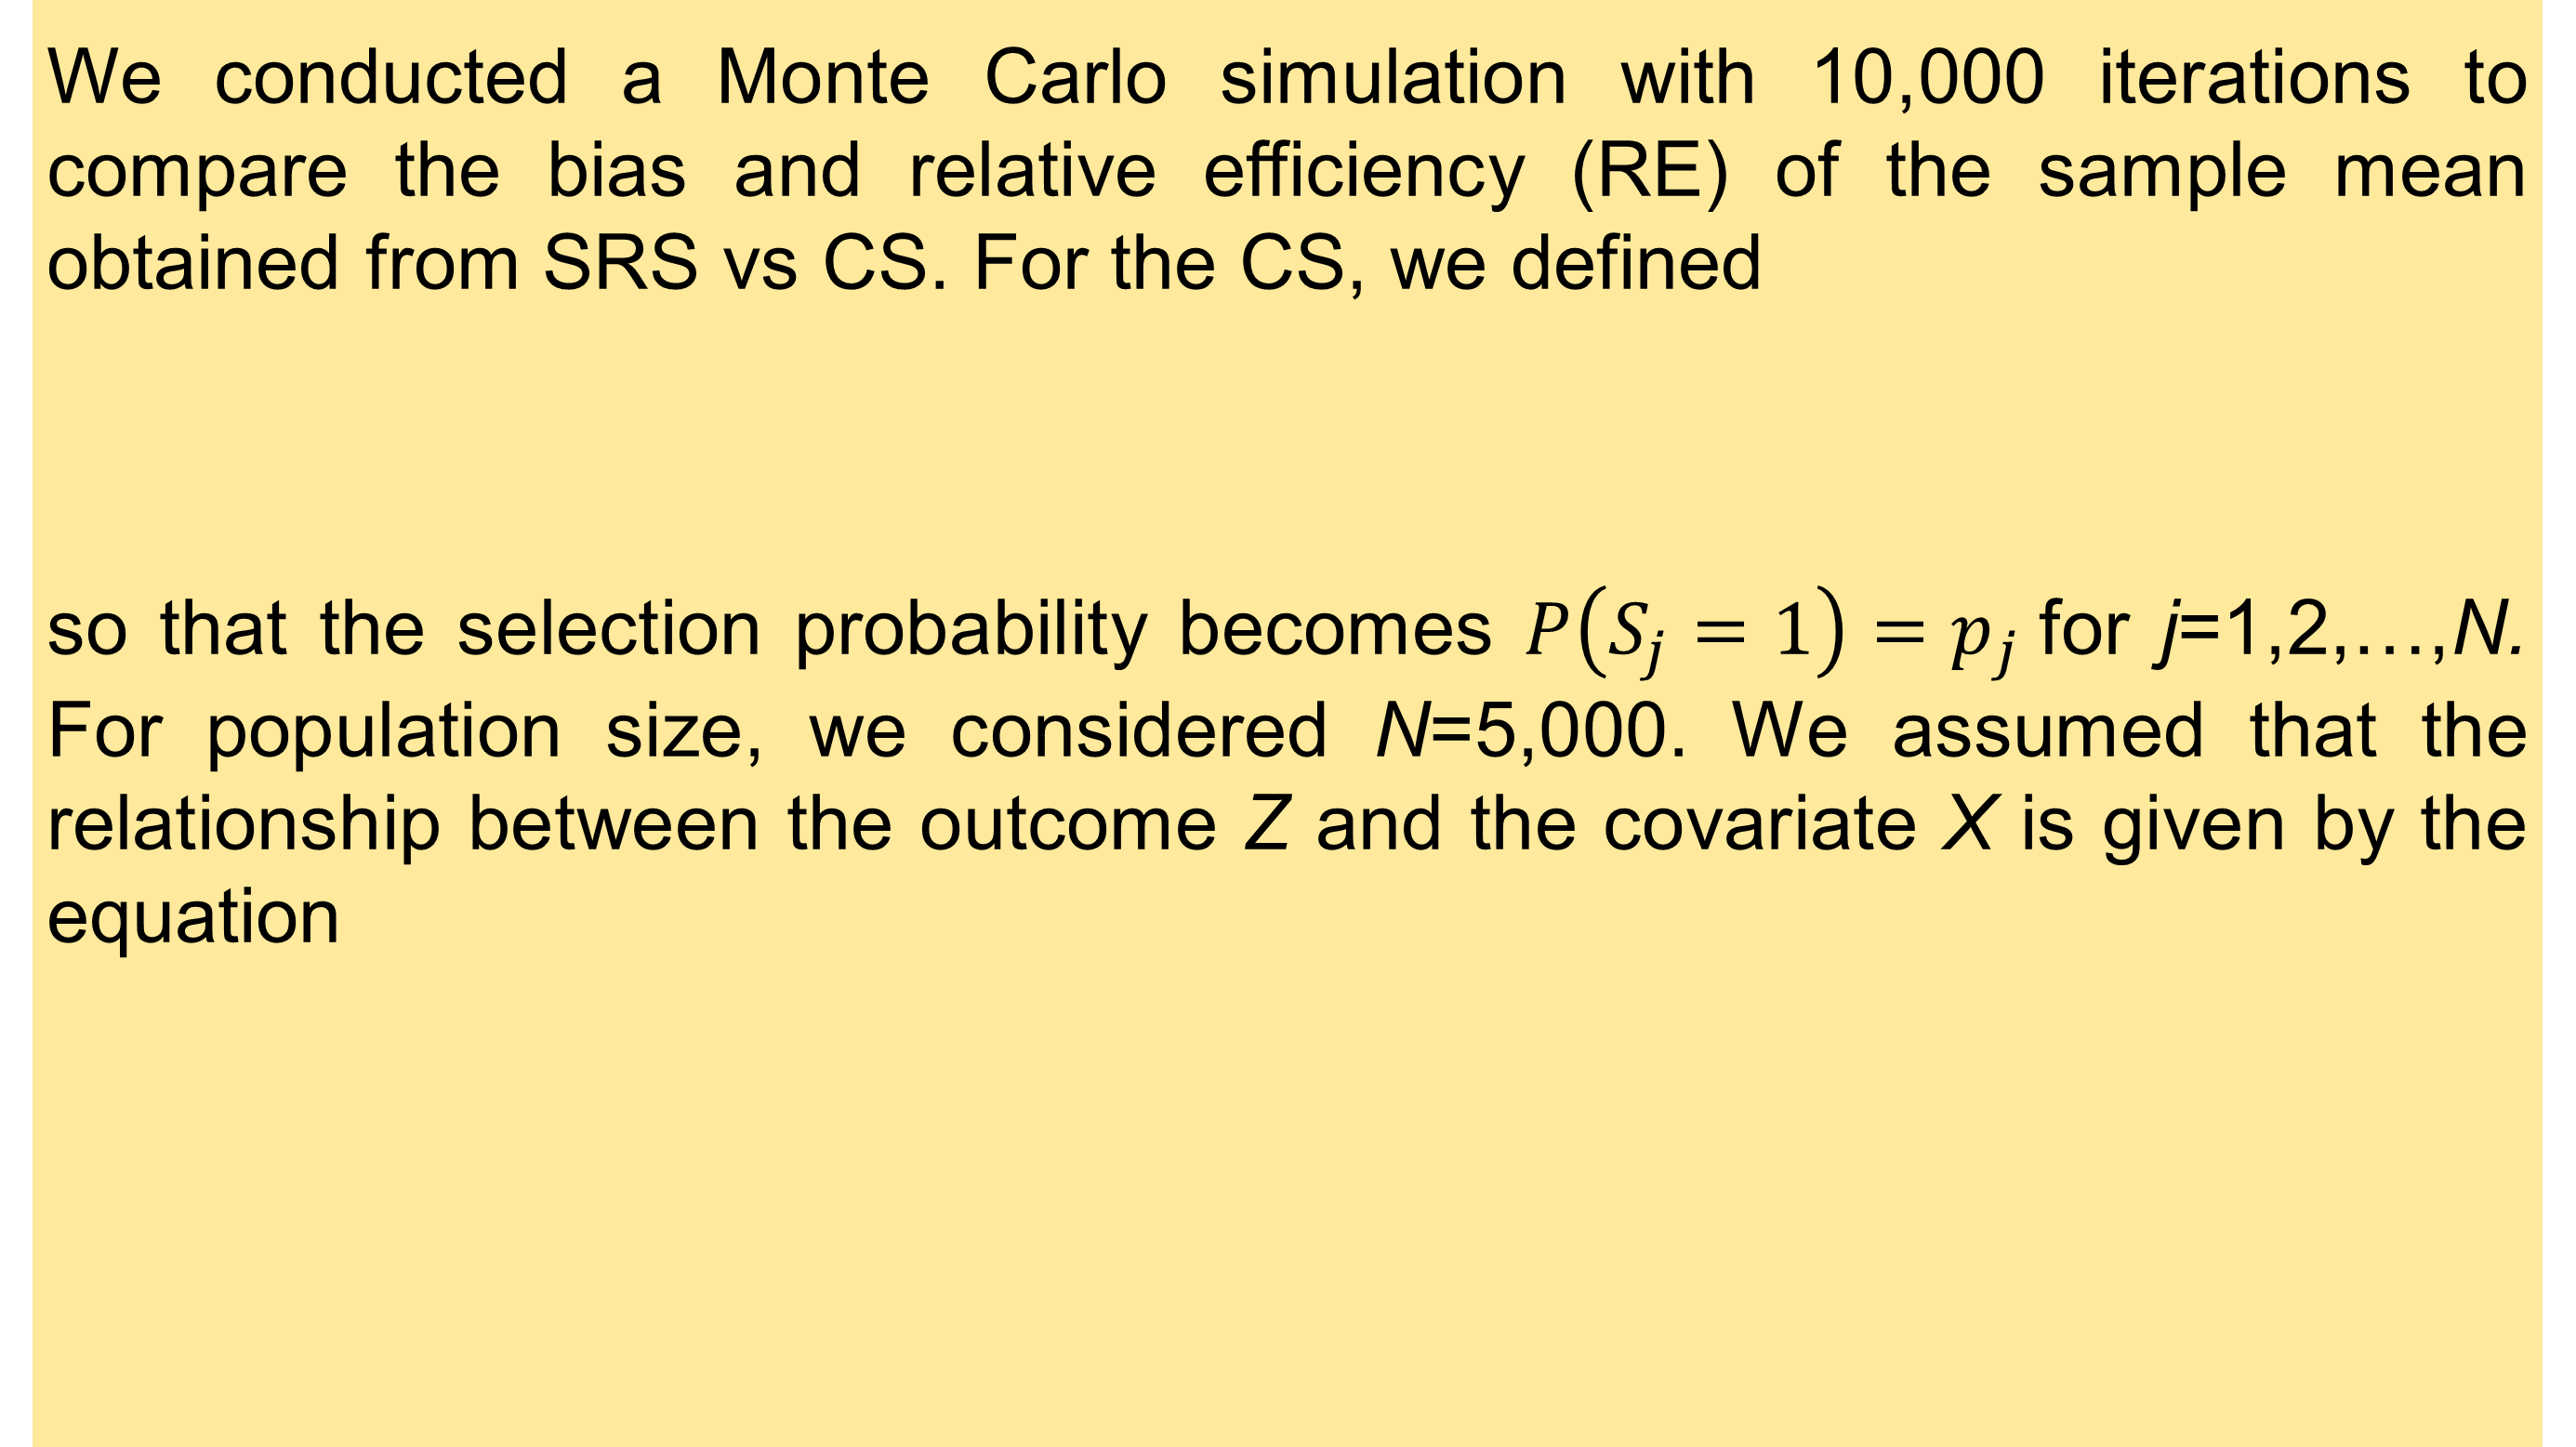 We conducted a Monte Carlo simulation with 10,000 iterations to
compare the bias and relative efficiency (RE) of the sample mean
obtained from SRS vs CS. For the CS, we defined
so that the selection probability becomes P(S_j = 1) = p_j for j=1,2,…,N.
For population size, we considered N=5,000. We assumed that the
relationship between the outcome Z and the covariate X is given by the
equation